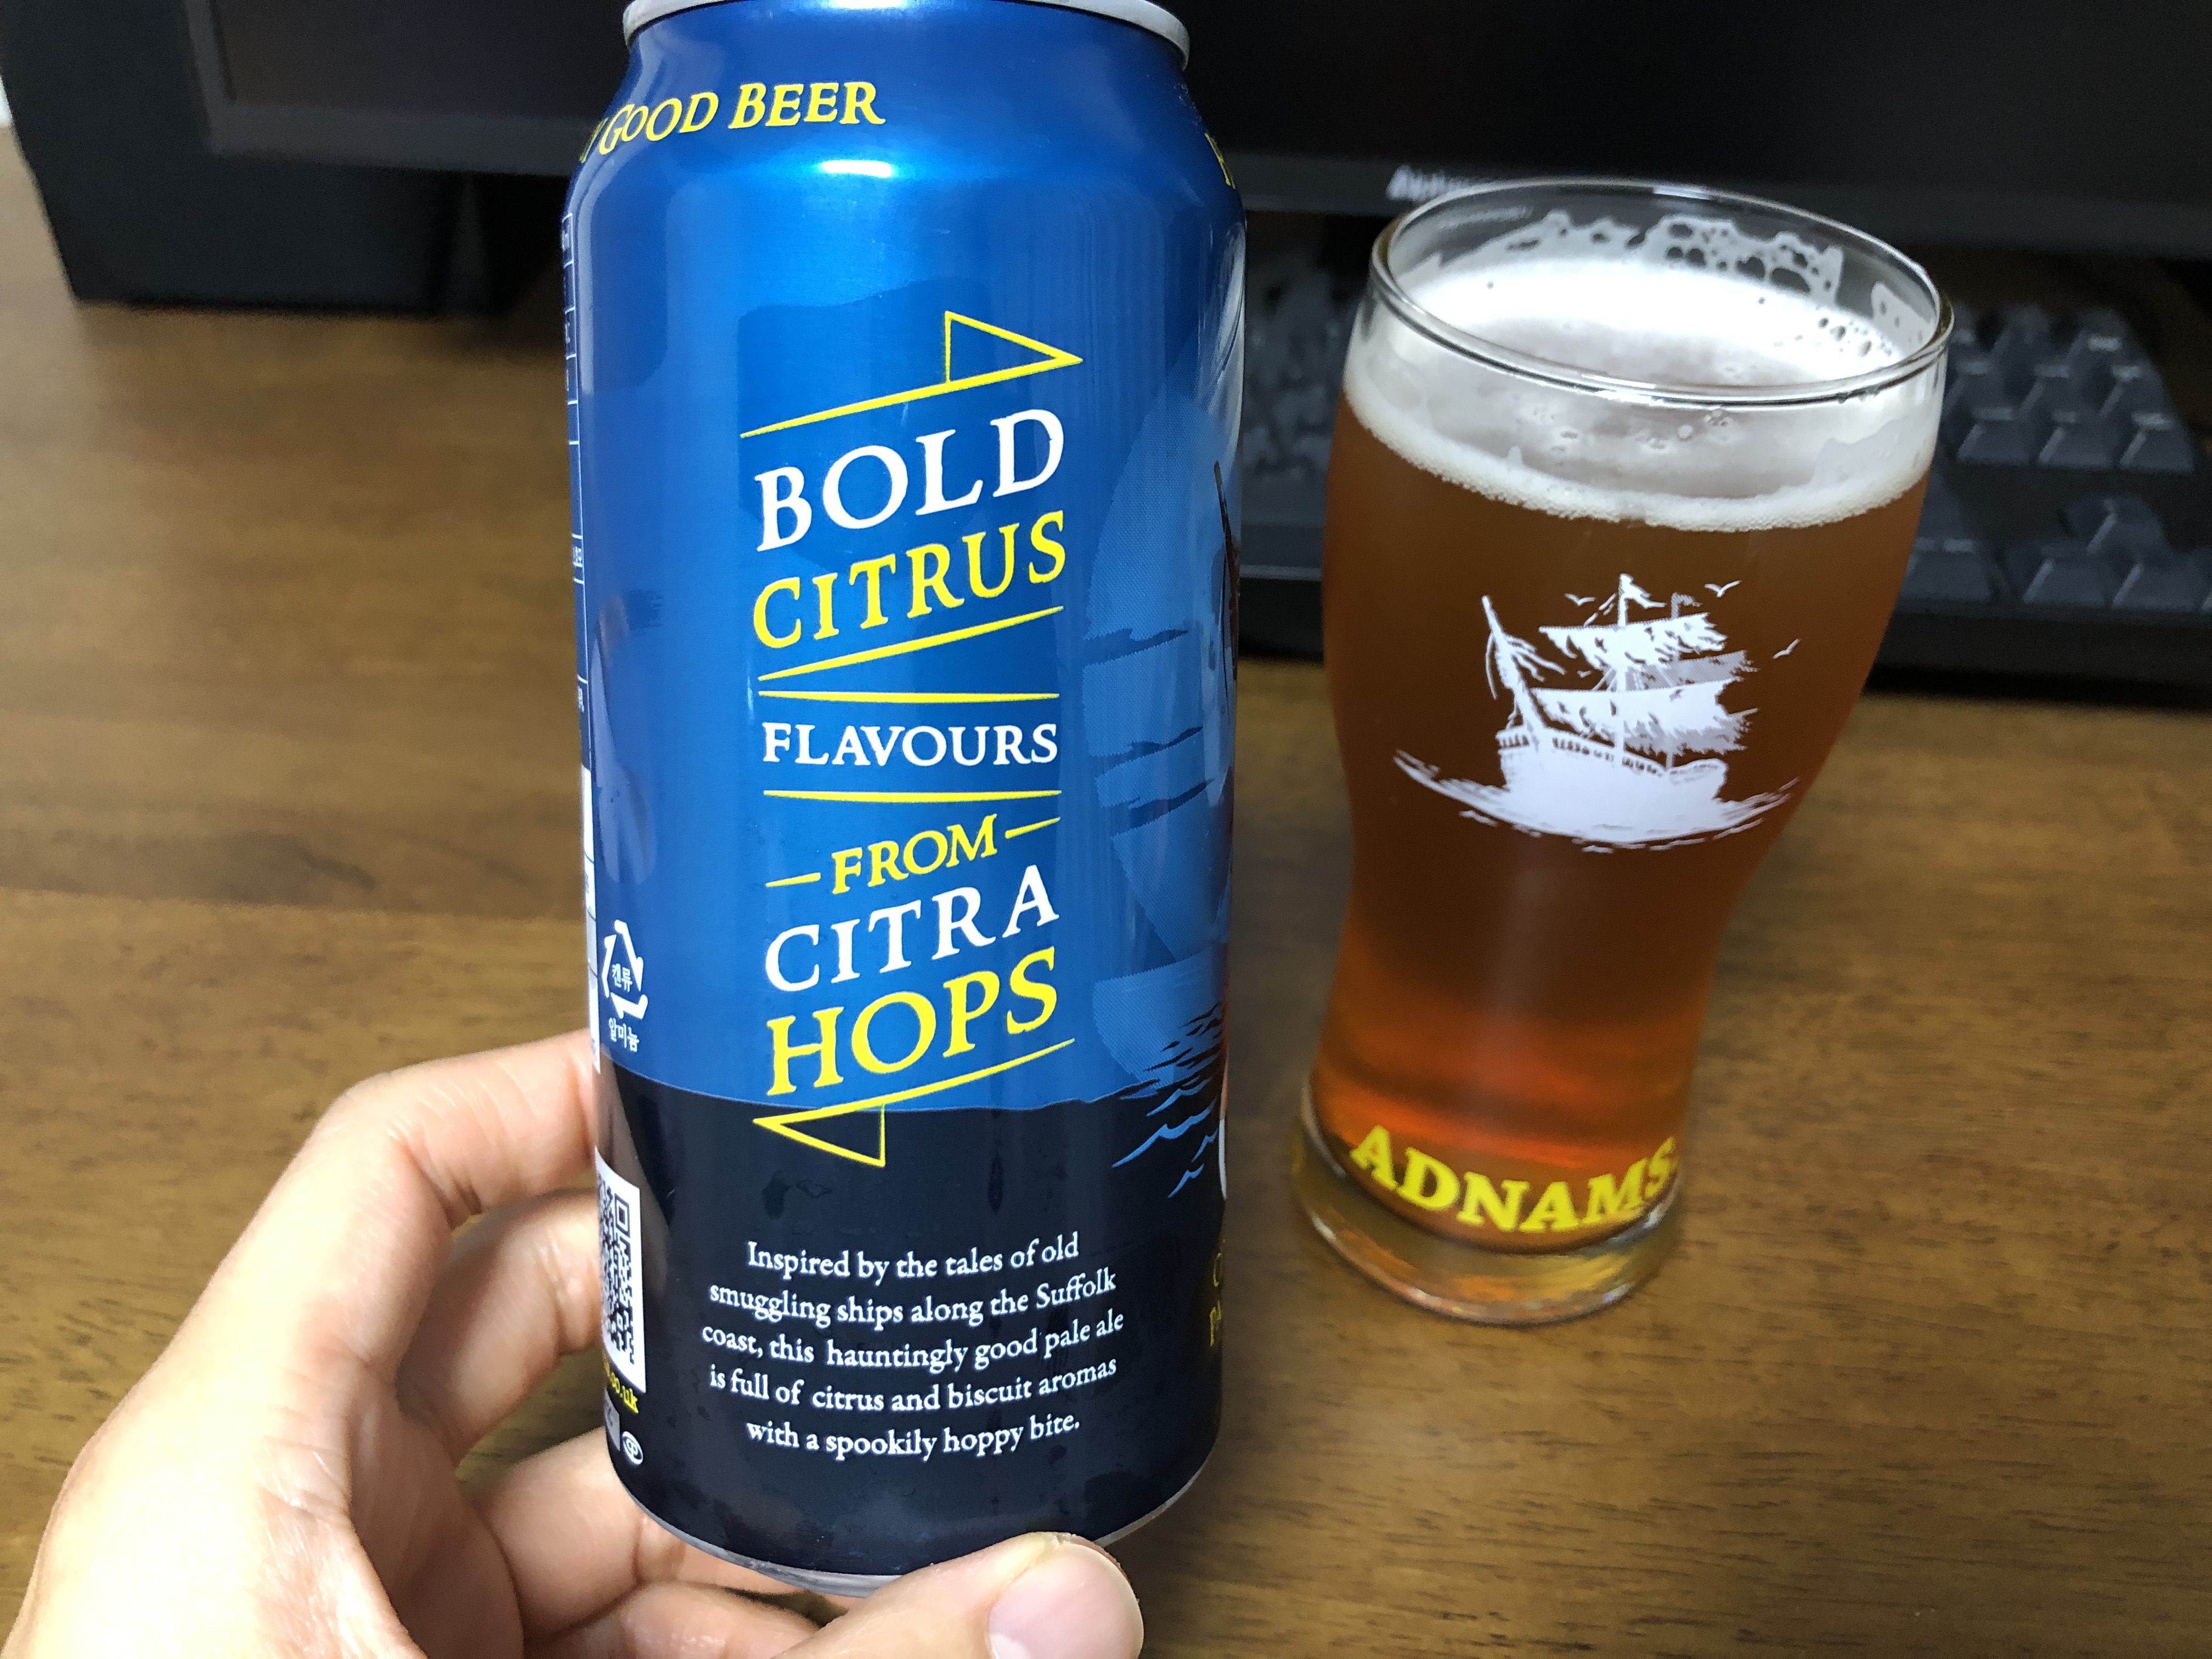 GOOD BEER
BOLD
CITRUS
FLAVOURS
FROM
CITRA
HOPS
캔류
알미늄
Inspired by the tales of old
smuggling ships along the Suffolk
coast, this hauntingly good pale ale
is full of citrus and biscuit aromas
with a spookily hoppy bite.
ADNAMS